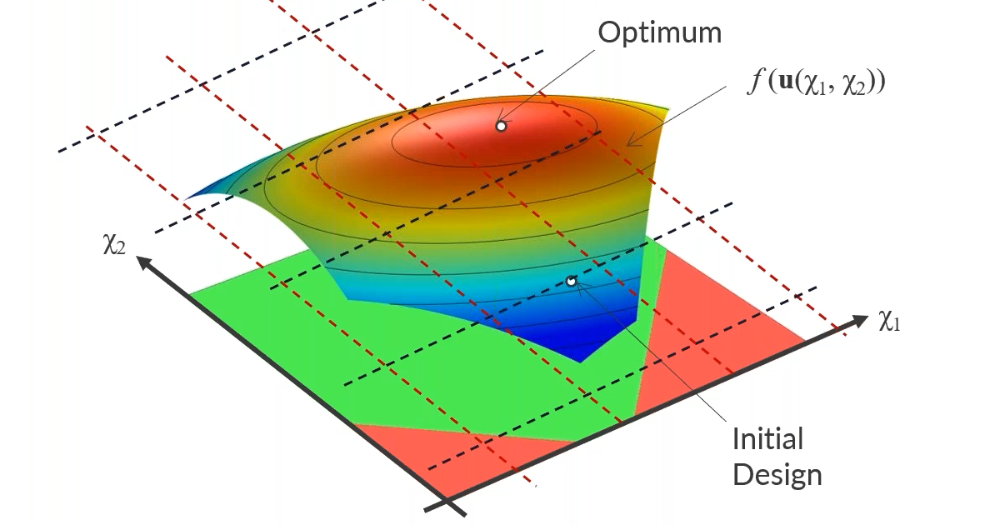 Optimum
f(u(χ₁, χ₂))
χ₂
χ₁
Initial
Design